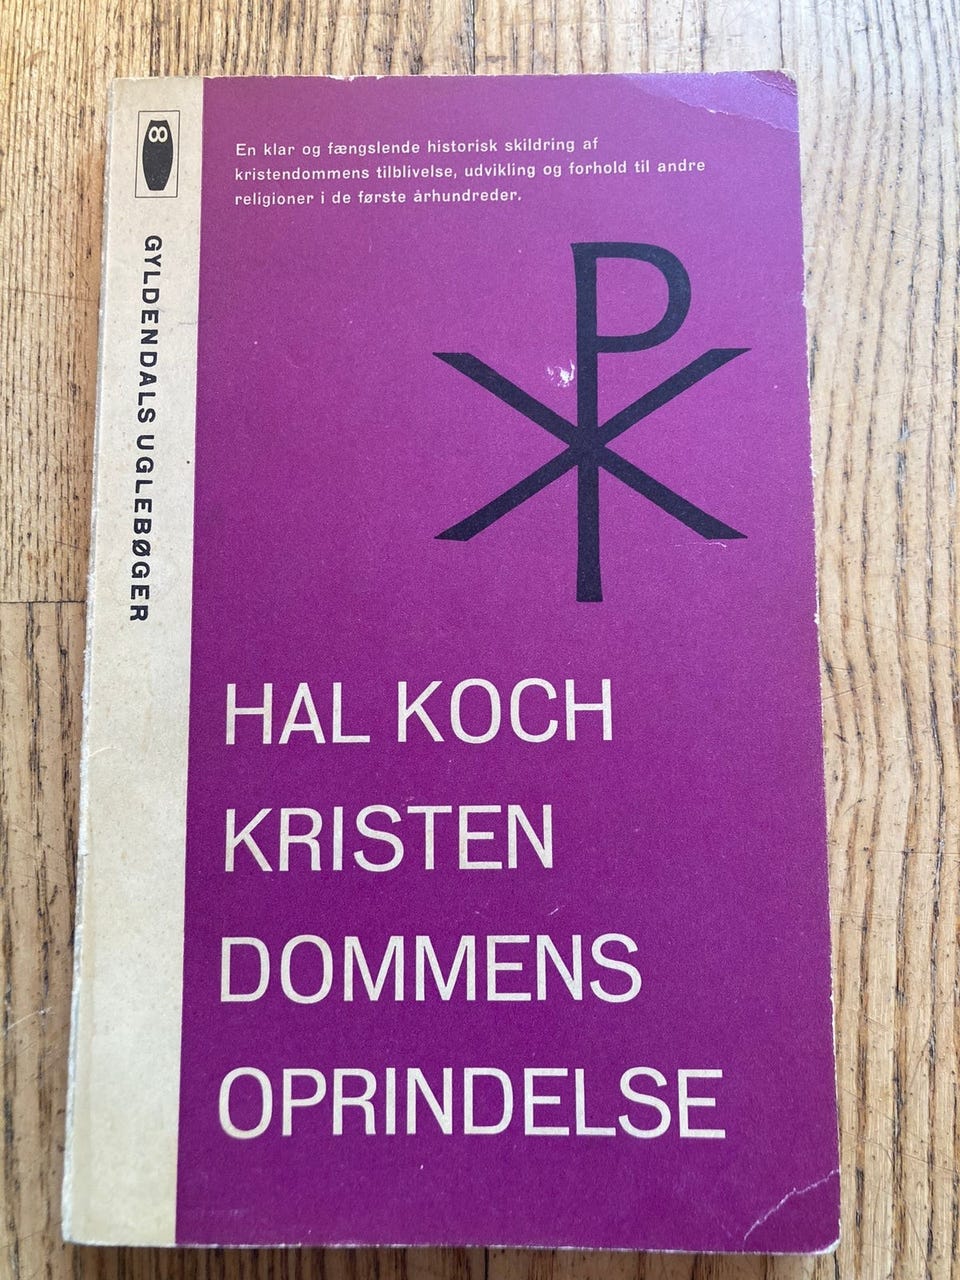 En klar og fængslende historisk skildring af
kristendommens tilblivelse, udvikling og forhold til andre
religioner i de første århundreder.
GYLDENDALS UGLEBØGER
HAL KOCH
KRISTEN
DOMMENS
OPRINDELSE